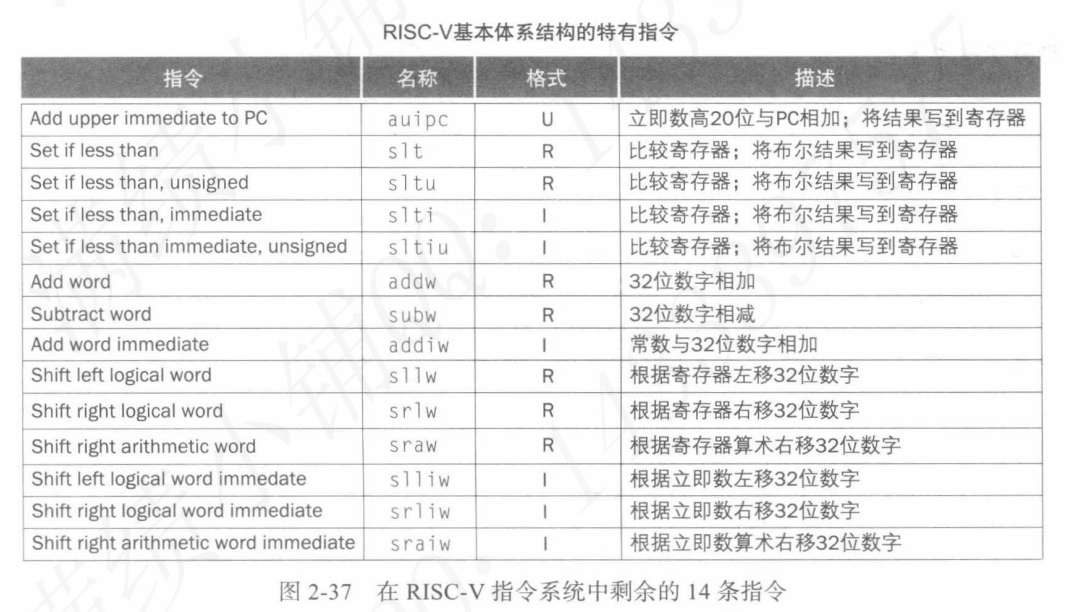 RISC-V基本体系结构的特有指令
指令 名称 格式 描述
Add upper immediate to PC auipc U 立即数高20位与PC相加；将结果写到寄存器
Set if less than slt R 比较寄存器；将布尔结果写到寄存器
Set if less than, unsigned sltu R 比较寄存器；将布尔结果写到寄存器
Set if less than, immediate slti I 比较寄存器；将布尔结果写到寄存器
Set if less than immediate, unsigned sltiu I 比较寄存器；将布尔结果写到寄存器
Add word addw R 32位数字相加
Subtract word subw R 32位数字相减
Add word immediate addiw I 常数与32位数字相加
Shift left logical word sllw R 根据寄存器左移32位数字
Shift right logical word srlw R 根据寄存器右移32位数字
Shift right arithmetic word sraw R 根据寄存器算术右移32位数字
Shift left logical word immedate slliw I 根据立即数左移32位数字
Shift right logical word immediate srliw I 根据立即数右移32位数字
Shift right arithmetic word immediate sraiw I 根据立即数算术右移32位数字
图 2-37 在 RISC-V 指令系统中剩余的 14 条指令